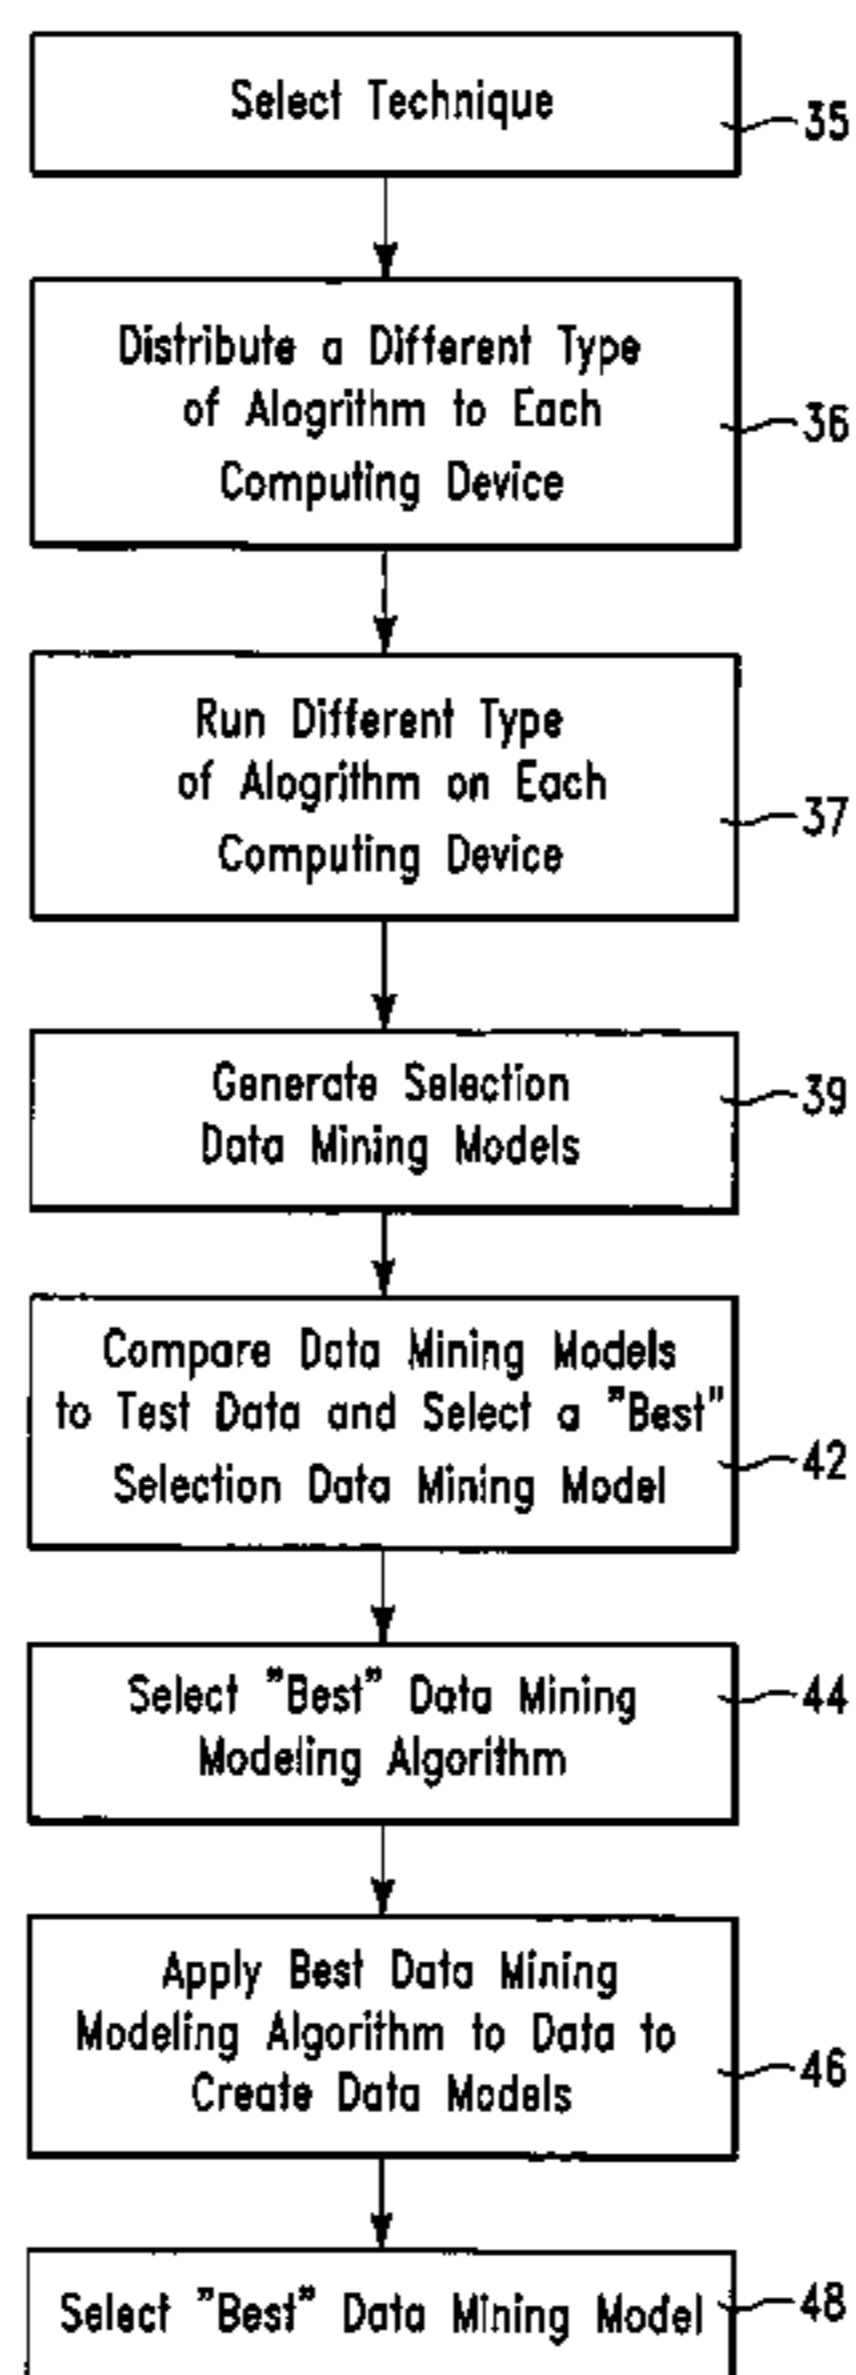 Select Technique
35
Distribute a Different Type
of Alogrithm to Each
Computing Device
36
Run Different Type
of Alogrithm on Each
Computing Device
37
Generate Selection
Data Mining Models
39
Compare Data Mining Models
to Test Data and Select a "Best"
Selection Data Mining Model
42
Select "Best" Data Mining
Modeling Algorithm
44
Apply Best Data Mining
Modeling Algorithm to Data to
Create Data Models
46
Select "Best" Data Mining Model
48